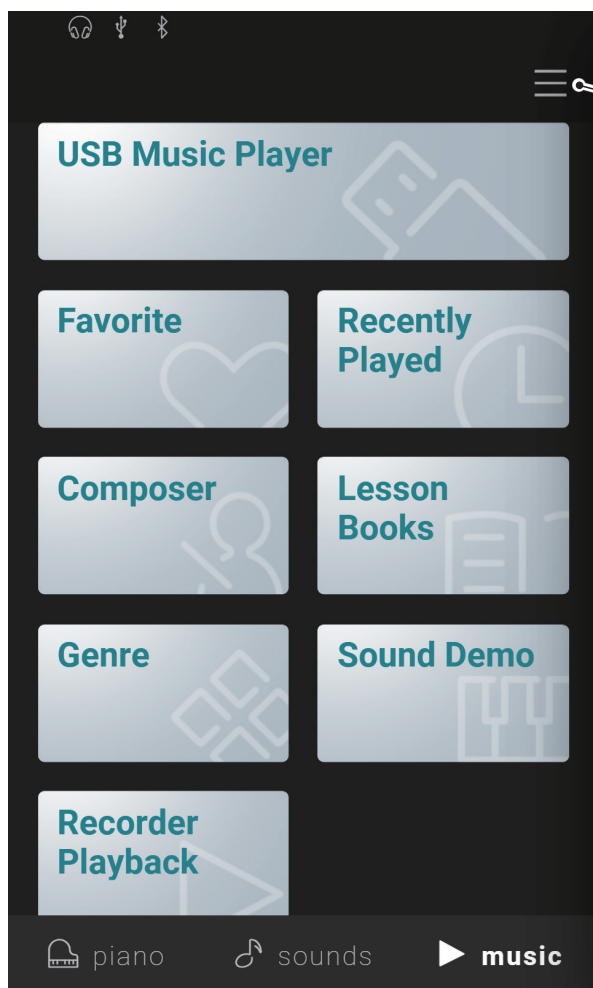 USB Music Player
Favorite
Recently
Played
Composer
Lesson
Books
Genre
Sound Demo
Recorder
Playback
piano
sounds
music